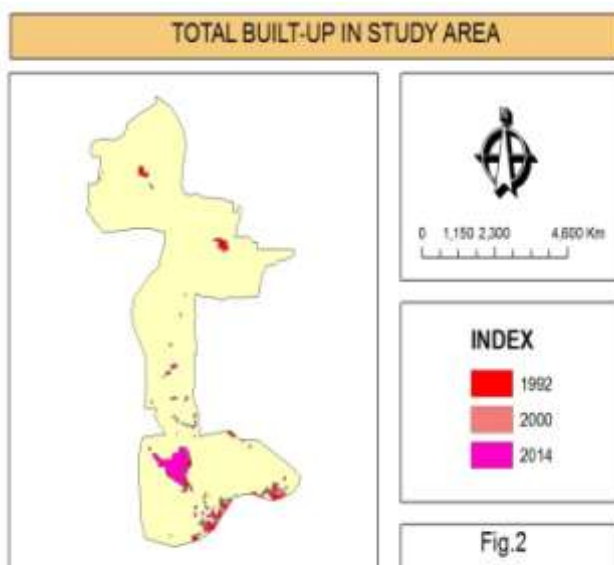 TOTAL BUILT-UP IN STUDY AREA
0 1,150 2,300 4,600 Km
INDEX
1992
2000
2014
Fig.2